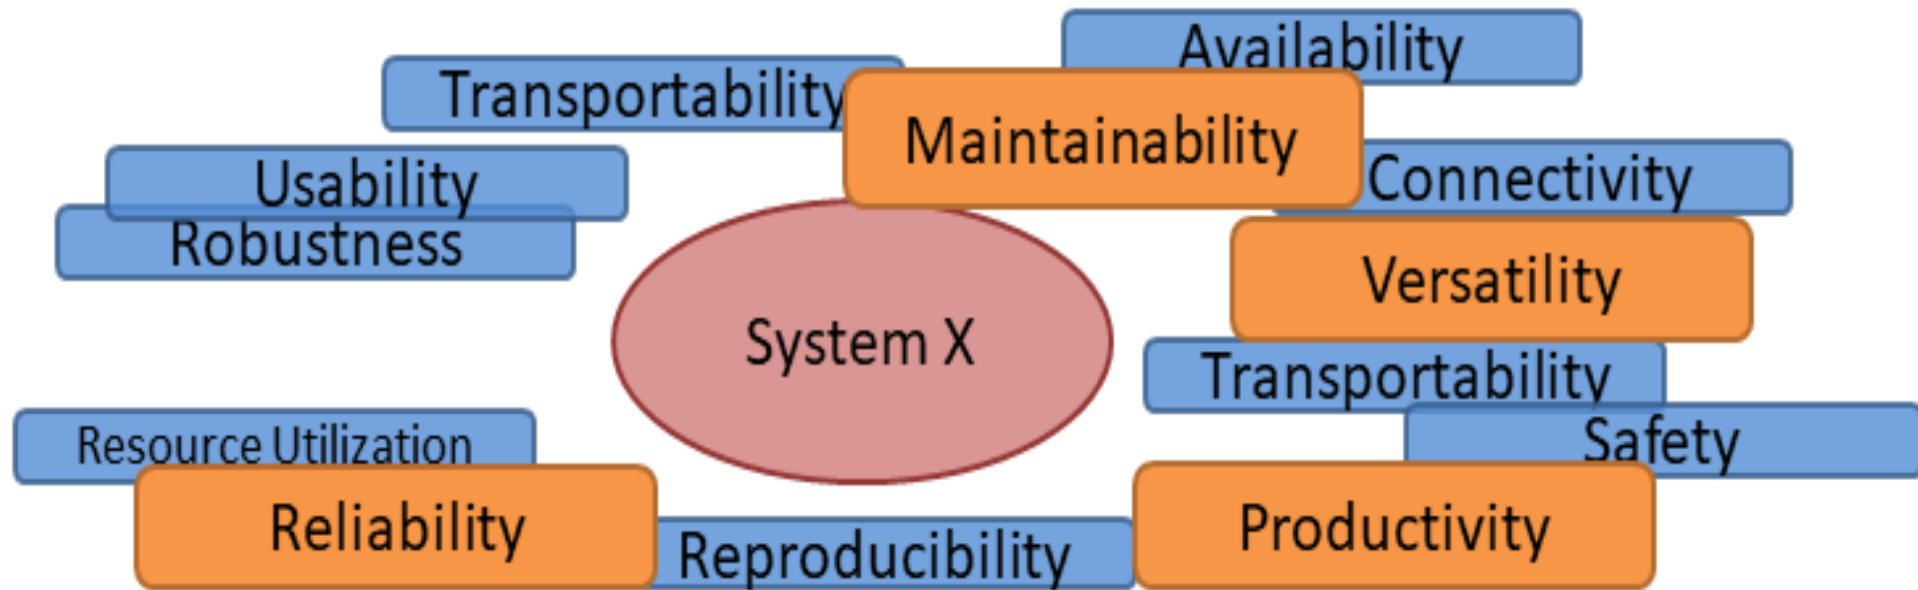 Availability
Transportability
Maintainability
Usability
Connectivity
Robustness
Versatility
System X
Transportability
Resource Utilization
Safety
Reliability
Productivity
Reproducibility